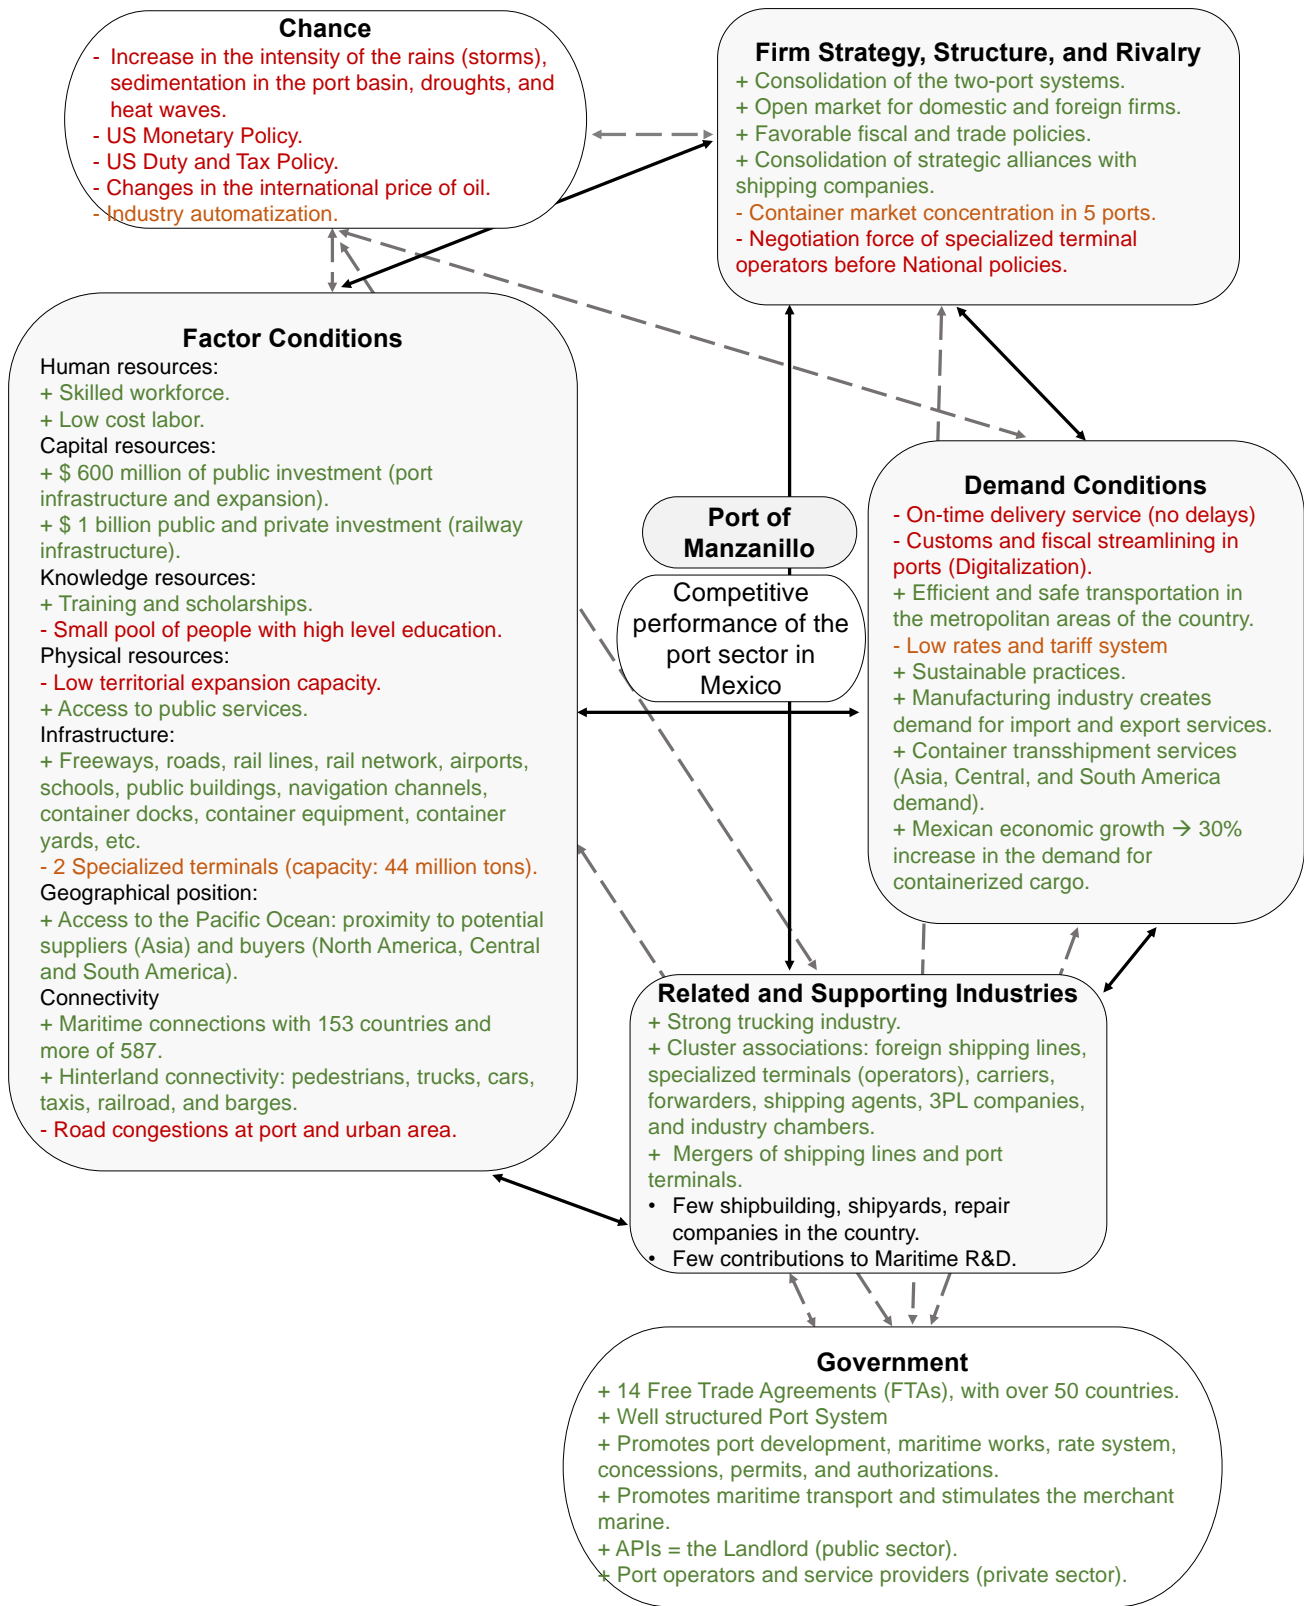 Chance
- Increase in the intensity of the rains (storms),
sedimentation in the port basin, droughts, and
heat waves.
- US Monetary Policy.
- US Duty and Tax Policy.
- Changes in the international price of oil.
- Industry automatization.
Firm Strategy, Structure, and Rivalry
+ Consolidation of the two-port systems.
+ Open market for domestic and foreign firms.
+ Favorable fiscal and trade policies.
+ Consolidation of strategic alliances with
shipping companies.
- Container market concentration in 5 ports.
- Negotiation force of specialized terminal
operators before National policies.
Factor Conditions
Human resources:
+ Skilled workforce.
+ Low cost labor.
Capital resources:
+ $ 600 million of public investment (port
infrastructure and expansion).
+ $ 1 billion public and private investment (railway
infrastructure).
Knowledge resources:
+ Training and scholarships.
- Small pool of people with high level education.
Physical resources:
- Low territorial expansion capacity.
+ Access to public services.
Infrastructure:
+ Freeways, roads, rail lines, rail network, airports,
schools, public buildings, navigation channels,
container docks, container equipment, container
yards, etc.
- 2 Specialized terminals (capacity: 44 million tons).
Geographical position:
+ Access to the Pacific Ocean: proximity to potential
suppliers (Asia) and buyers (North America, Central
and South America).
Connectivity
+ Maritime connections with 153 countries and
more of 587.
+ Hinterland connectivity: pedestrians, trucks, cars,
taxis, railroad, and barges.
- Road congestions at port and urban area.
Port of
Manzanillo
Competitive
performance of the
port sector in
Mexico
Demand Conditions
- On-time delivery service (no delays)
- Customs and fiscal streamlining in
ports (Digitalization).
+ Efficient and safe transportation in
the metropolitan areas of the country.
- Low rates and tariff system
+ Sustainable practices.
+ Manufacturing industry creates
demand for import and export services.
+ Container transshipment services
(Asia, Central, and South America
demand).
+ Mexican economic growth → 30%
increase in the demand for
containerized cargo.
Related and Supporting Industries
+ Strong trucking industry.
+ Cluster associations: foreign shipping lines,
specialized terminals (operators), carriers,
forwarders, shipping agents, 3PL companies,
and industry chambers.
+ Mergers of shipping lines and port
terminals.
• Few shipbuilding, shipyards, repair
companies in the country.
• Few contributions to Maritime R&D.
Government
+ 14 Free Trade Agreements (FTAs), with over 50 countries.
+ Well structured Port System
+ Promotes port development, maritime works, rate system,
concessions, permits, and authorizations.
+ Promotes maritime transport and stimulates the merchant
marine.
+ APIs = the Landlord (public sector).
+ Port operators and service providers (private sector).